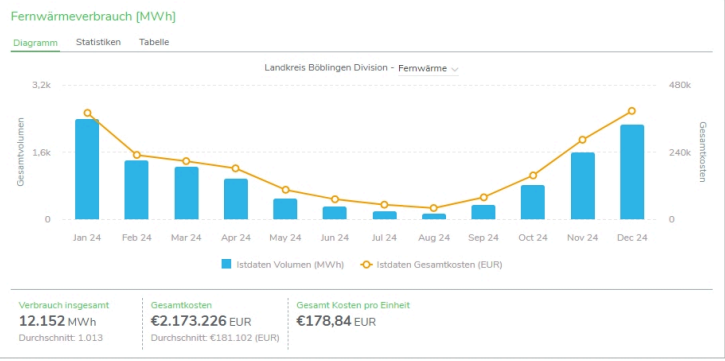 Fernwärmeverbrauch [MWh]
Diagramm Statistiken Tabelle
Landkreis Böblingen Division - Fernwärme
3,2k 480k
Gesamtvolumen
1,6k 240k
Gesamtkosten
0 0
Jan 24 Feb 24 Mar 24 Apr 24 May 24 Jun 24 Jul 24 Aug 24 Sep 24 Oct 24 Nov 24 Dec 24
Istdaten Volumen (MWh) Istdaten Gesamtkosten (EUR)
Verbrauch insgesamt Gesamtkosten Gesamt Kosten pro Einheit
12.152 MWh €2.173.226 EUR €178,84 EUR
Durchschnitt: 1.013 Durchschnitt: €181.102 (EUR)